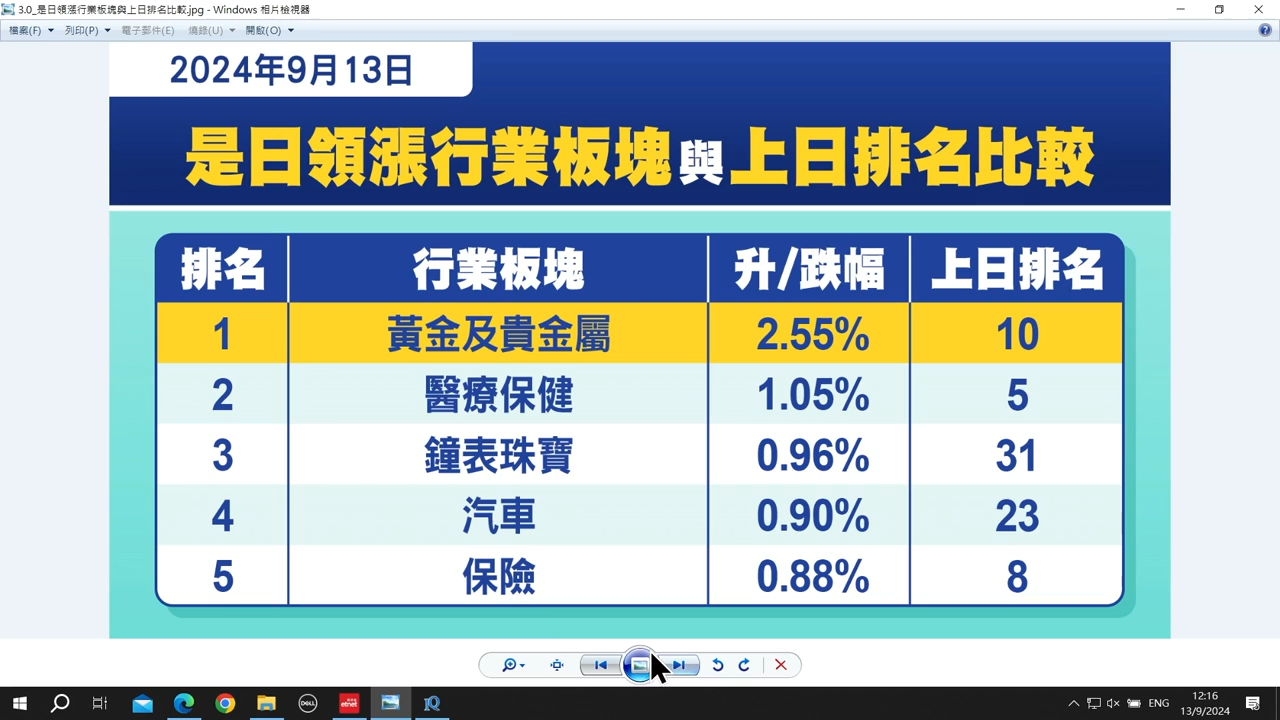 3.0_是日領漲行業板塊與上日排名比較.jpg - Windows 相片檢視器
檔案(F) 列印(P) 電子郵件(E) 燒錄(U) 開啟(O)
2024年9月13日
是日領漲行業板塊與上日排名比較
排名 行業板塊 升/跌幅 上日排名
1 黃金及貴金屬 2.55% 10
2 醫療保健 1.05% 5
3 鐘表珠寶 0.96% 31
4 汽車 0.90% 23
5 保險 0.88% 8
DELL
etnet
IQ
ENG
12:16
13/9/2024